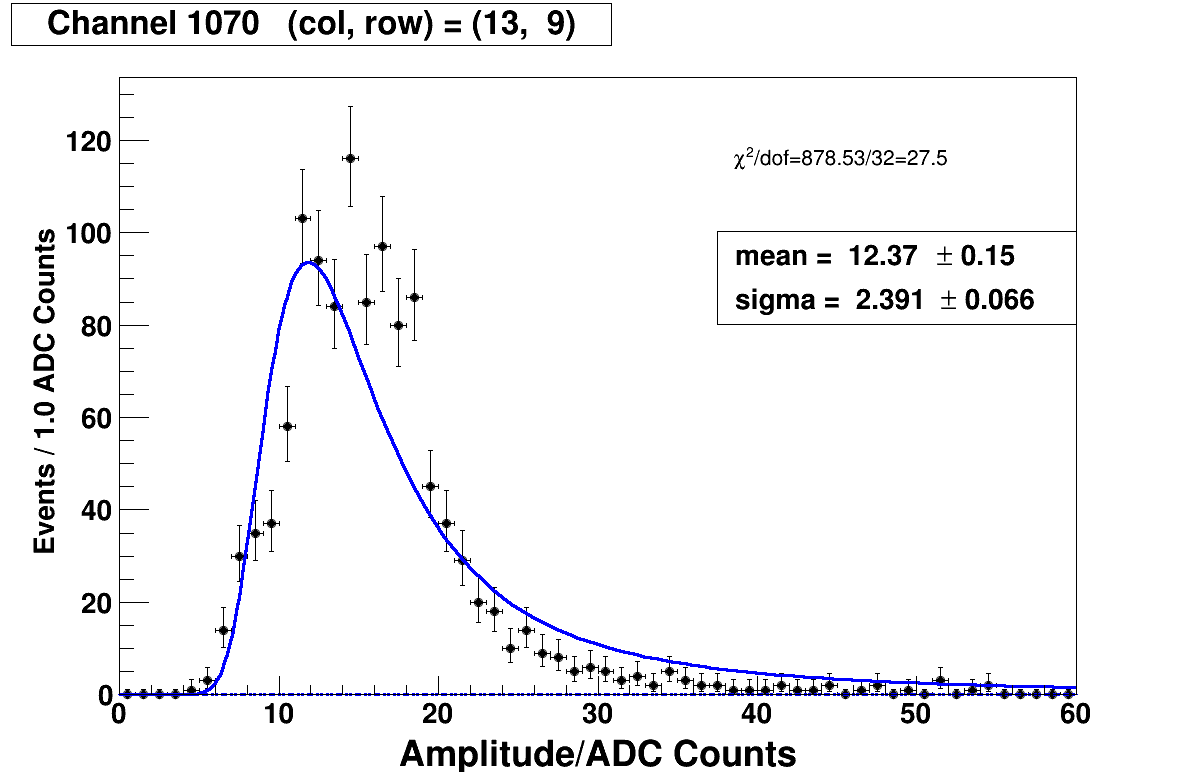 Channel 1070 (col, row) = (13, 9)
χ²/dof=878.53/32=27.5
mean = 12.37 ± 0.15
sigma = 2.391 ± 0.066
Events / 1.0 ADC Counts
120
100
80
60
40
20
0
0 10 20 30 40 50 60
Amplitude/ADC Counts